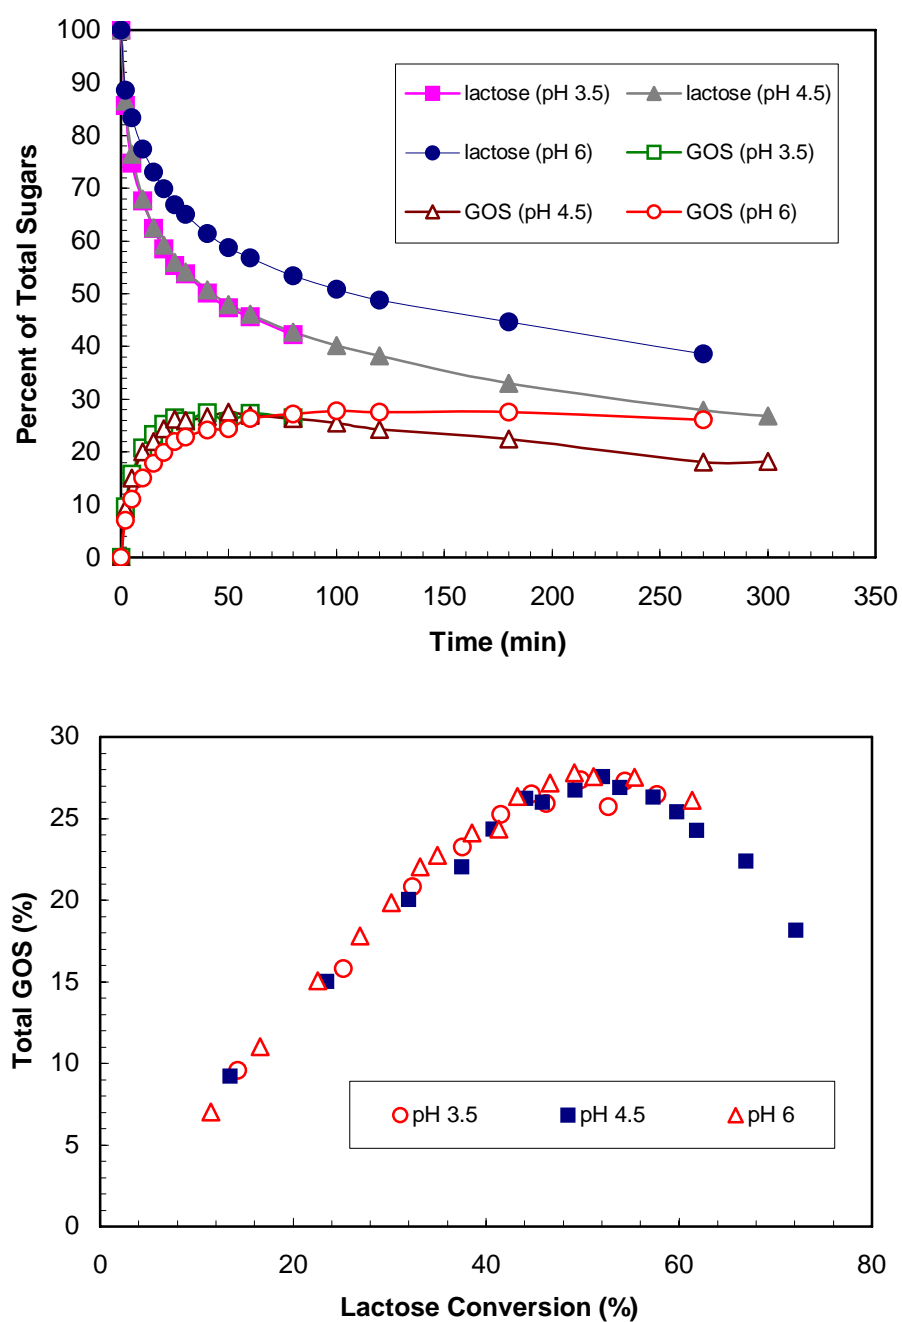 100
90
80
70
60
50
40
30
20
10
0
Percent of Total Sugars
lactose (pH 3.5)
lactose (pH 4.5)
lactose (pH 6)
GOS (pH 3.5)
GOS (pH 4.5)
GOS (pH 6)
0 50 100 150 200 250 300 350
Time (min)
30
25
20
15
10
5
0
Total GOS (%)
pH 3.5 pH 4.5 pH 6
0 20 40 60 80
Lactose Conversion (%)